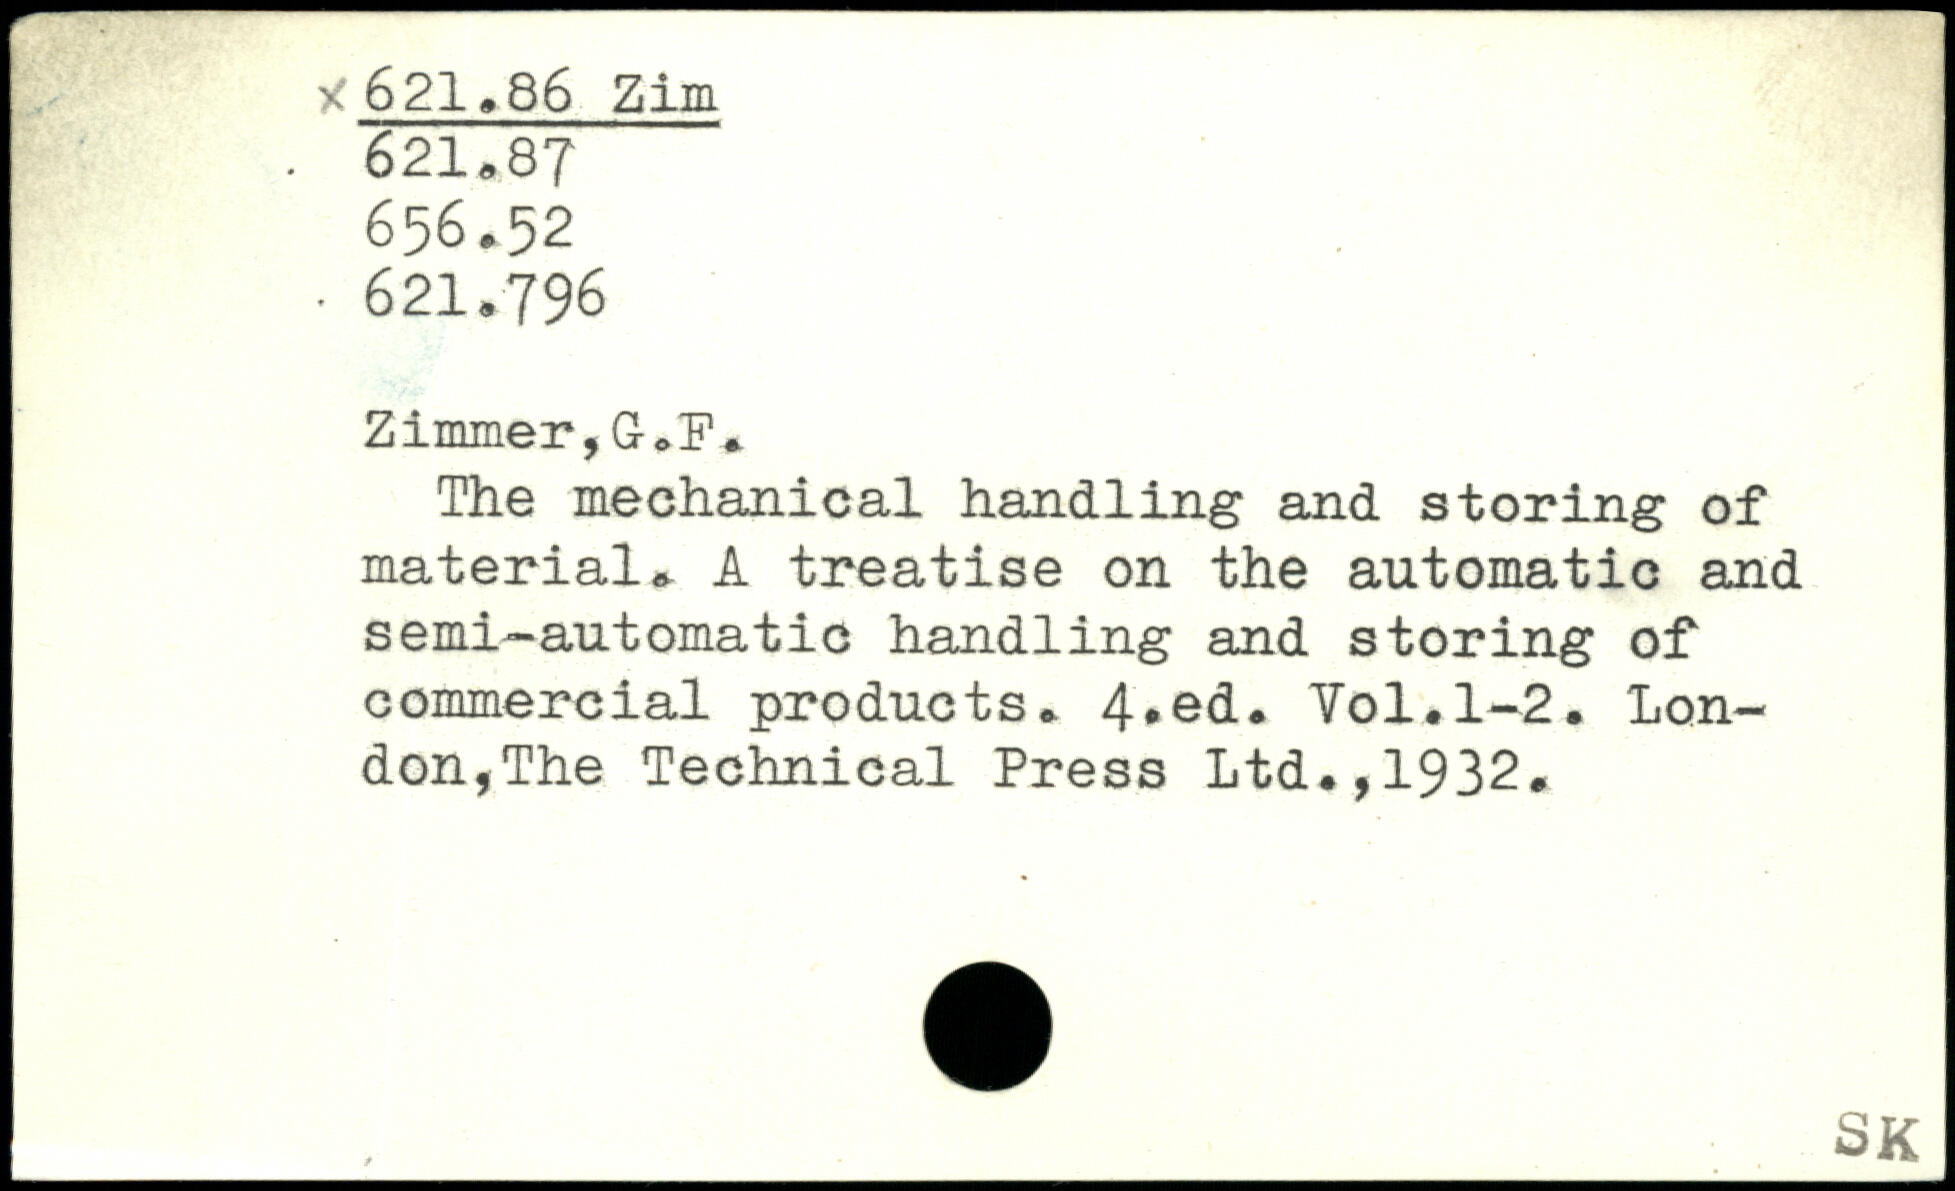 x 621.86 Zim
621.87
656.52
621.796
Zimmer,G.F.
The mechanical handling and storing of
material. A treatise on the automatic and
semi-automatic handling and storing of
commercial products. 4.ed. Vol.1-2. Lon-
don,The Technical Press Ltd.,1932.
SK